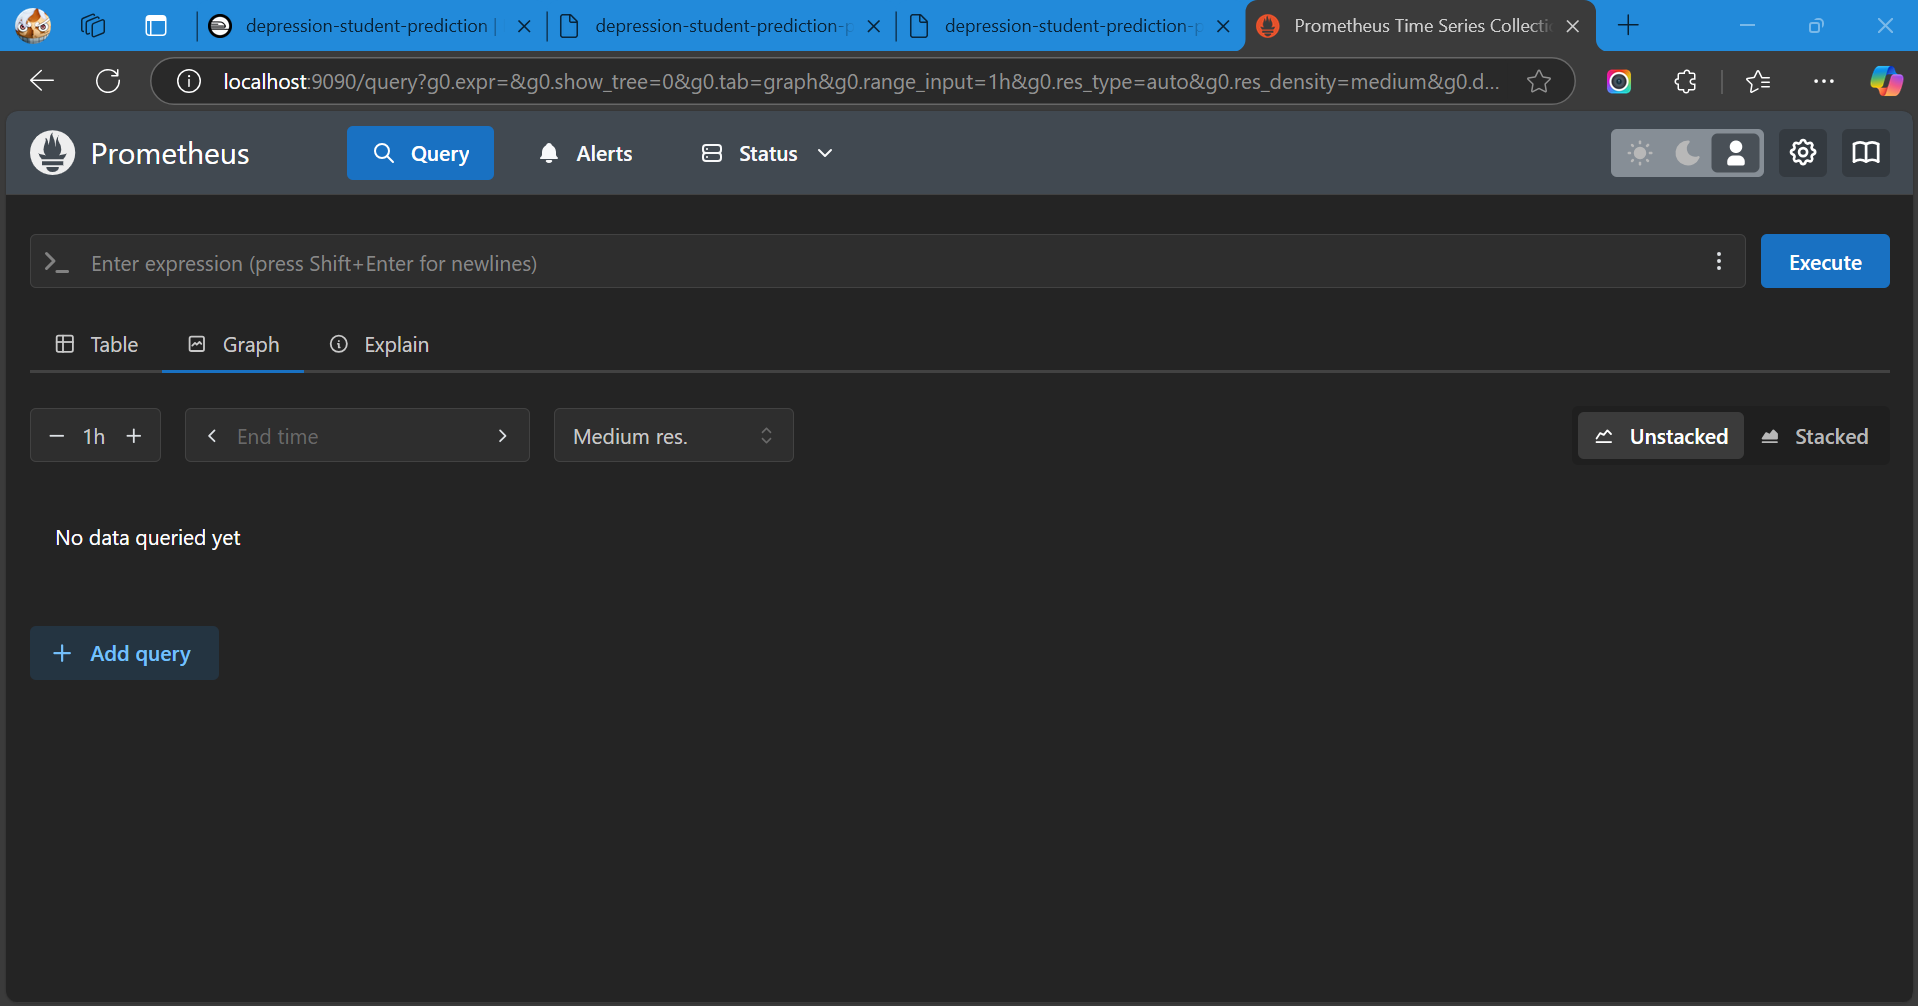 depression-student-prediction |
depression-student-prediction-p
depression-student-prediction-p
Prometheus Time Series Collecti
localhost:9090/query?g0.expr=&g0.show_tree=0&g0.tab=graph&g0.range_input=1h&g0.res_type=auto&g0.res_density=medium&g0.d...
Prometheus
Query
Alerts
Status
Enter expression (press Shift+Enter for newlines)
Execute
Table
Graph
Explain
1h
End time
Medium res.
Unstacked
Stacked
No data queried yet
Add query